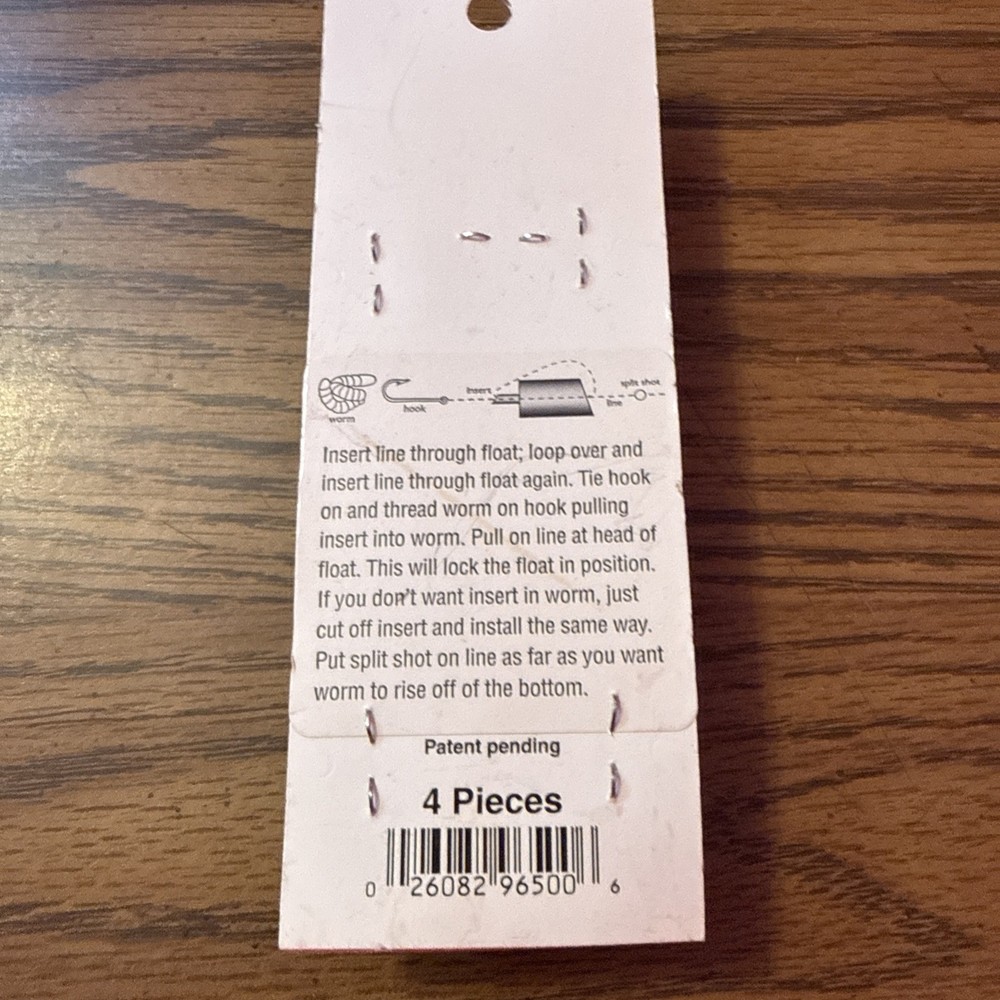 insert
split shot
hook
line
worm
Insert line through float; loop over and
insert line through float again. Tie hook
on and thread worm on hook pulling
insert into worm. Pull on line at head of
float. This will lock the float in position.
If you don't want insert in worm, just
cut off insert and install the same way.
Put split shot on line as far as you want
worm to rise off of the bottom.
Patent pending
4 Pieces
0 26082 96500 6